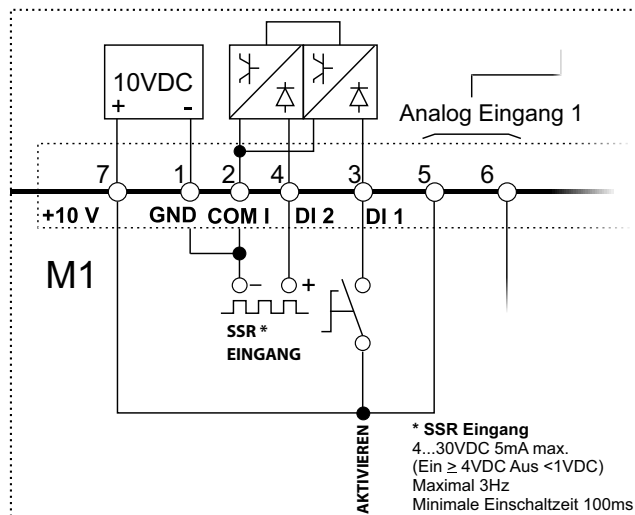 10VDC
+ -
Analog Eingang 1
7 1 2 4 3 5 6
+10 V GND COM I DI 2 DI 1
M1
– +
SSR *
EINGANG
AKTIVIEREN
* SSR Eingang
4...30VDC 5mA max.
(Ein ≥ 4VDC Aus <1VDC)
Maximal 3Hz
Minimale Einschaltzeit 100ms